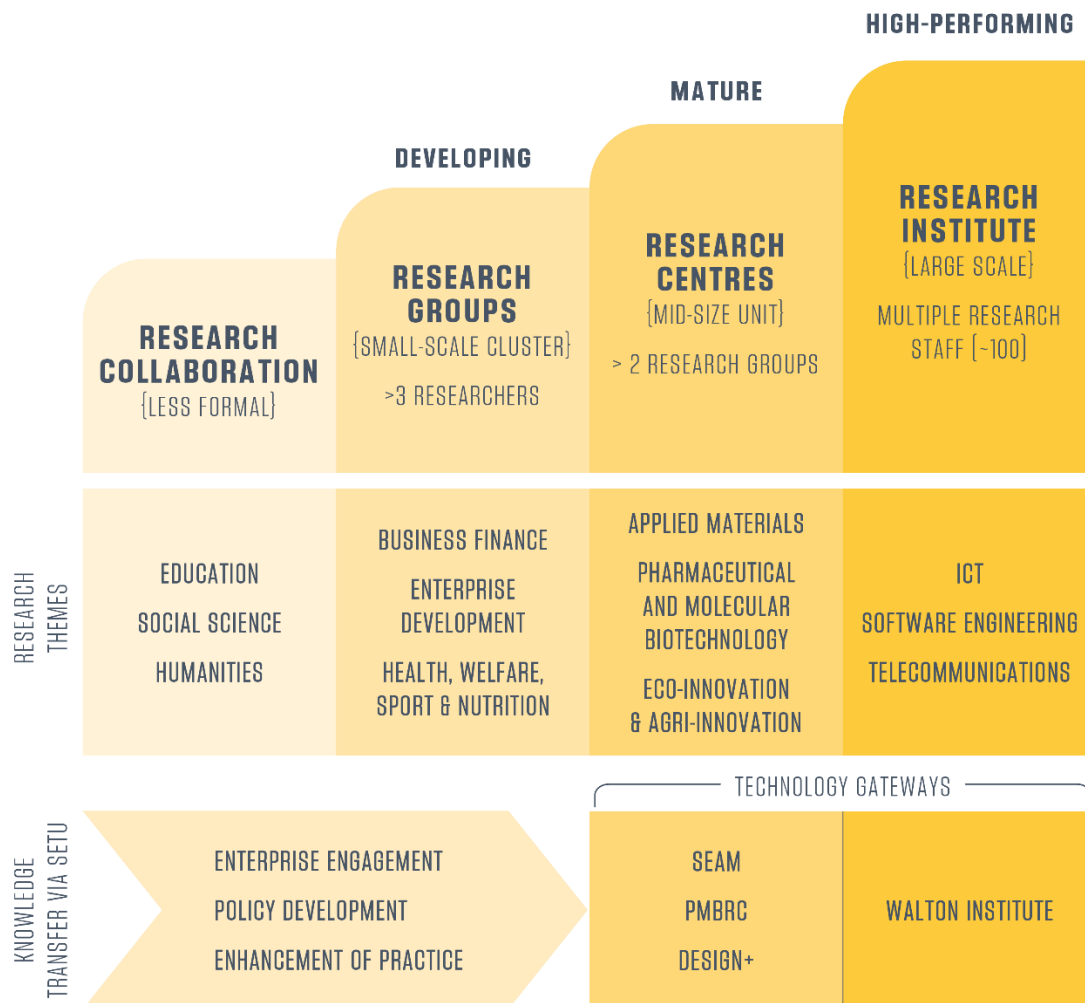 HIGH-PERFORMING
MATURE
DEVELOPING
RESEARCH
COLLABORATION
{LESS FORMAL}
RESEARCH
GROUPS
{SMALL-SCALE CLUSTER}
>3 RESEARCHERS
RESEARCH
CENTRES
{MID-SIZE UNIT}
> 2 RESEARCH GROUPS
RESEARCH
INSTITUTE
{LARGE SCALE}
MULTIPLE RESEARCH
STAFF [~100]
RESEARCH
THEMES
EDUCATION
SOCIAL SCIENCE
HUMANITIES
BUSINESS FINANCE
ENTERPRISE
DEVELOPMENT
HEALTH, WELFARE,
SPORT & NUTRITION
APPLIED MATERIALS
PHARMACEUTICAL
AND MOLECULAR
BIOTECHNOLOGY
ECO-INNOVATION
& AGRI-INNOVATION
ICT
SOFTWARE ENGINEERING
TELECOMMUNICATIONS
TECHNOLOGY GATEWAYS
KNOWLEDGE
TRANSFER VIA SETU
ENTERPRISE ENGAGEMENT
POLICY DEVELOPMENT
ENHANCEMENT OF PRACTICE
SEAM
PMBRC
DESIGN+
WALTON INSTITUTE